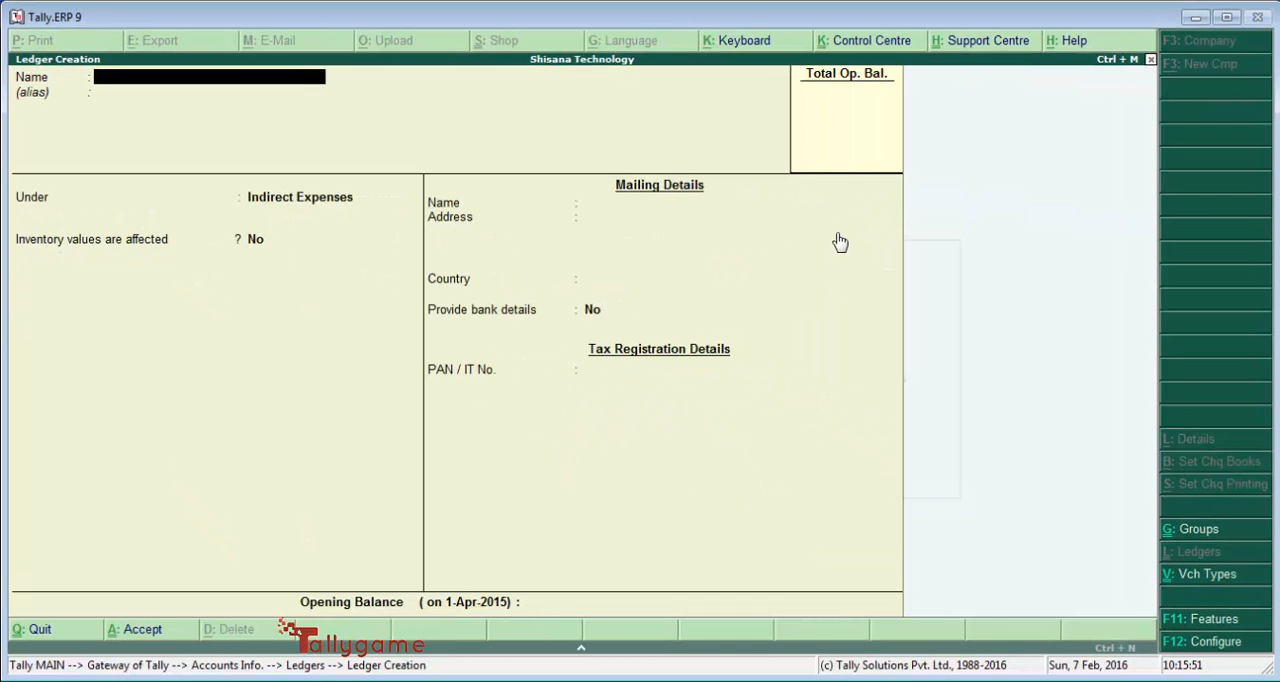 Tally.ERP 9
P: Print E: Export M: E-Mail O: Upload S: Shop G: Language K: Keyboard K: Control Centre H: Support Centre H: Help
F3: Company
Ledger Creation Shisana Technology Ctrl + M
F3: New Cmp
Name :
(alias) :
Total Op. Bal.
Under : Indirect Expenses
Inventory values are affected ? No
Mailing Details
Name :
Address :
Country :
Provide bank details : No
Tax Registration Details
PAN / IT No. :
L: Details
B: Set Chq Books
S: Set Chq Printing
G: Groups
L: Ledgers
V: Vch Types
F11: Features
F12: Configure
Opening Balance ( on 1-Apr-2015) :
Q: Quit A: Accept D: Delete
Tallygame
Ctrl + N
Tally MAIN --> Gateway of Tally --> Accounts Info. --> Ledgers --> Ledger Creation (c) Tally Solutions Pvt. Ltd., 1988-2016 Sun, 7 Feb, 2016 10:15:51